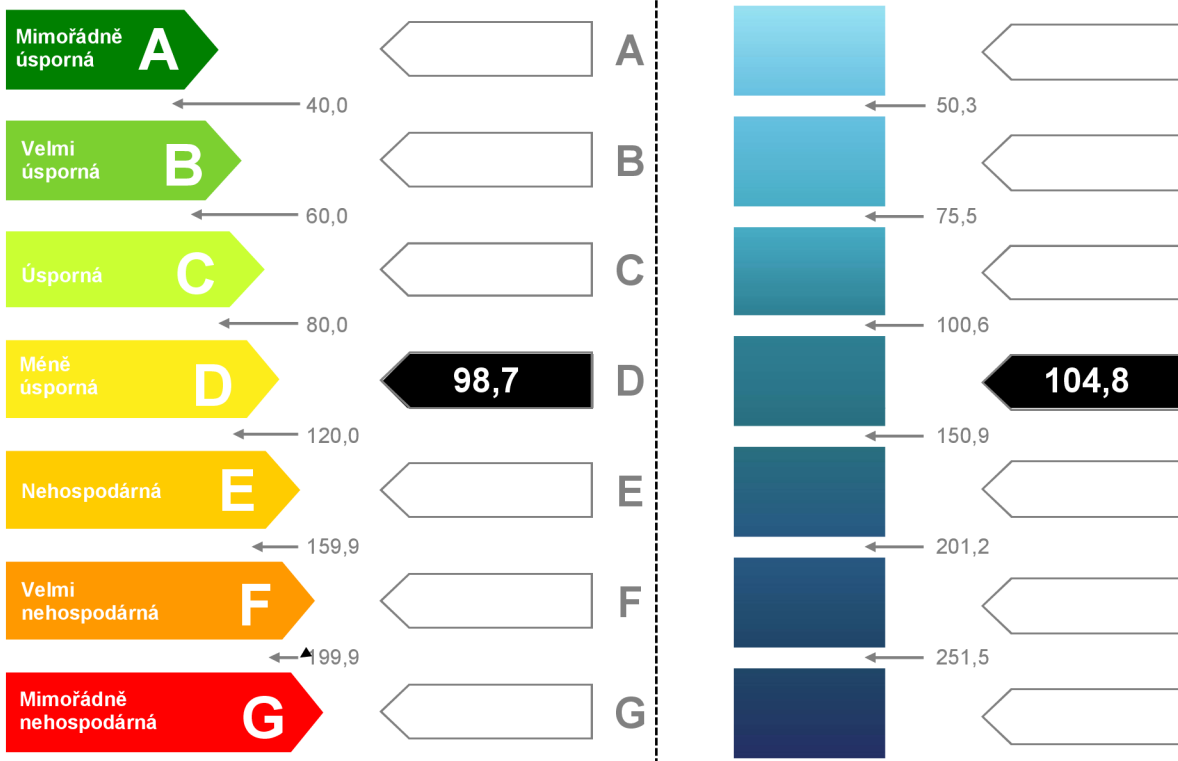 Mimořádně
úsporná
A
A
40,0
50,3
Velmi
úsporná
B
B
60,0
75,5
Úsporná
C
C
80,0
100,6
Méně
úsporná
D
98,7
D
104,8
120,0
150,9
Nehospodárná
E
E
159,9
201,2
Velmi
nehospodárná
F
F
199,9
251,5
Mimořádně
nehospodárná
G
G